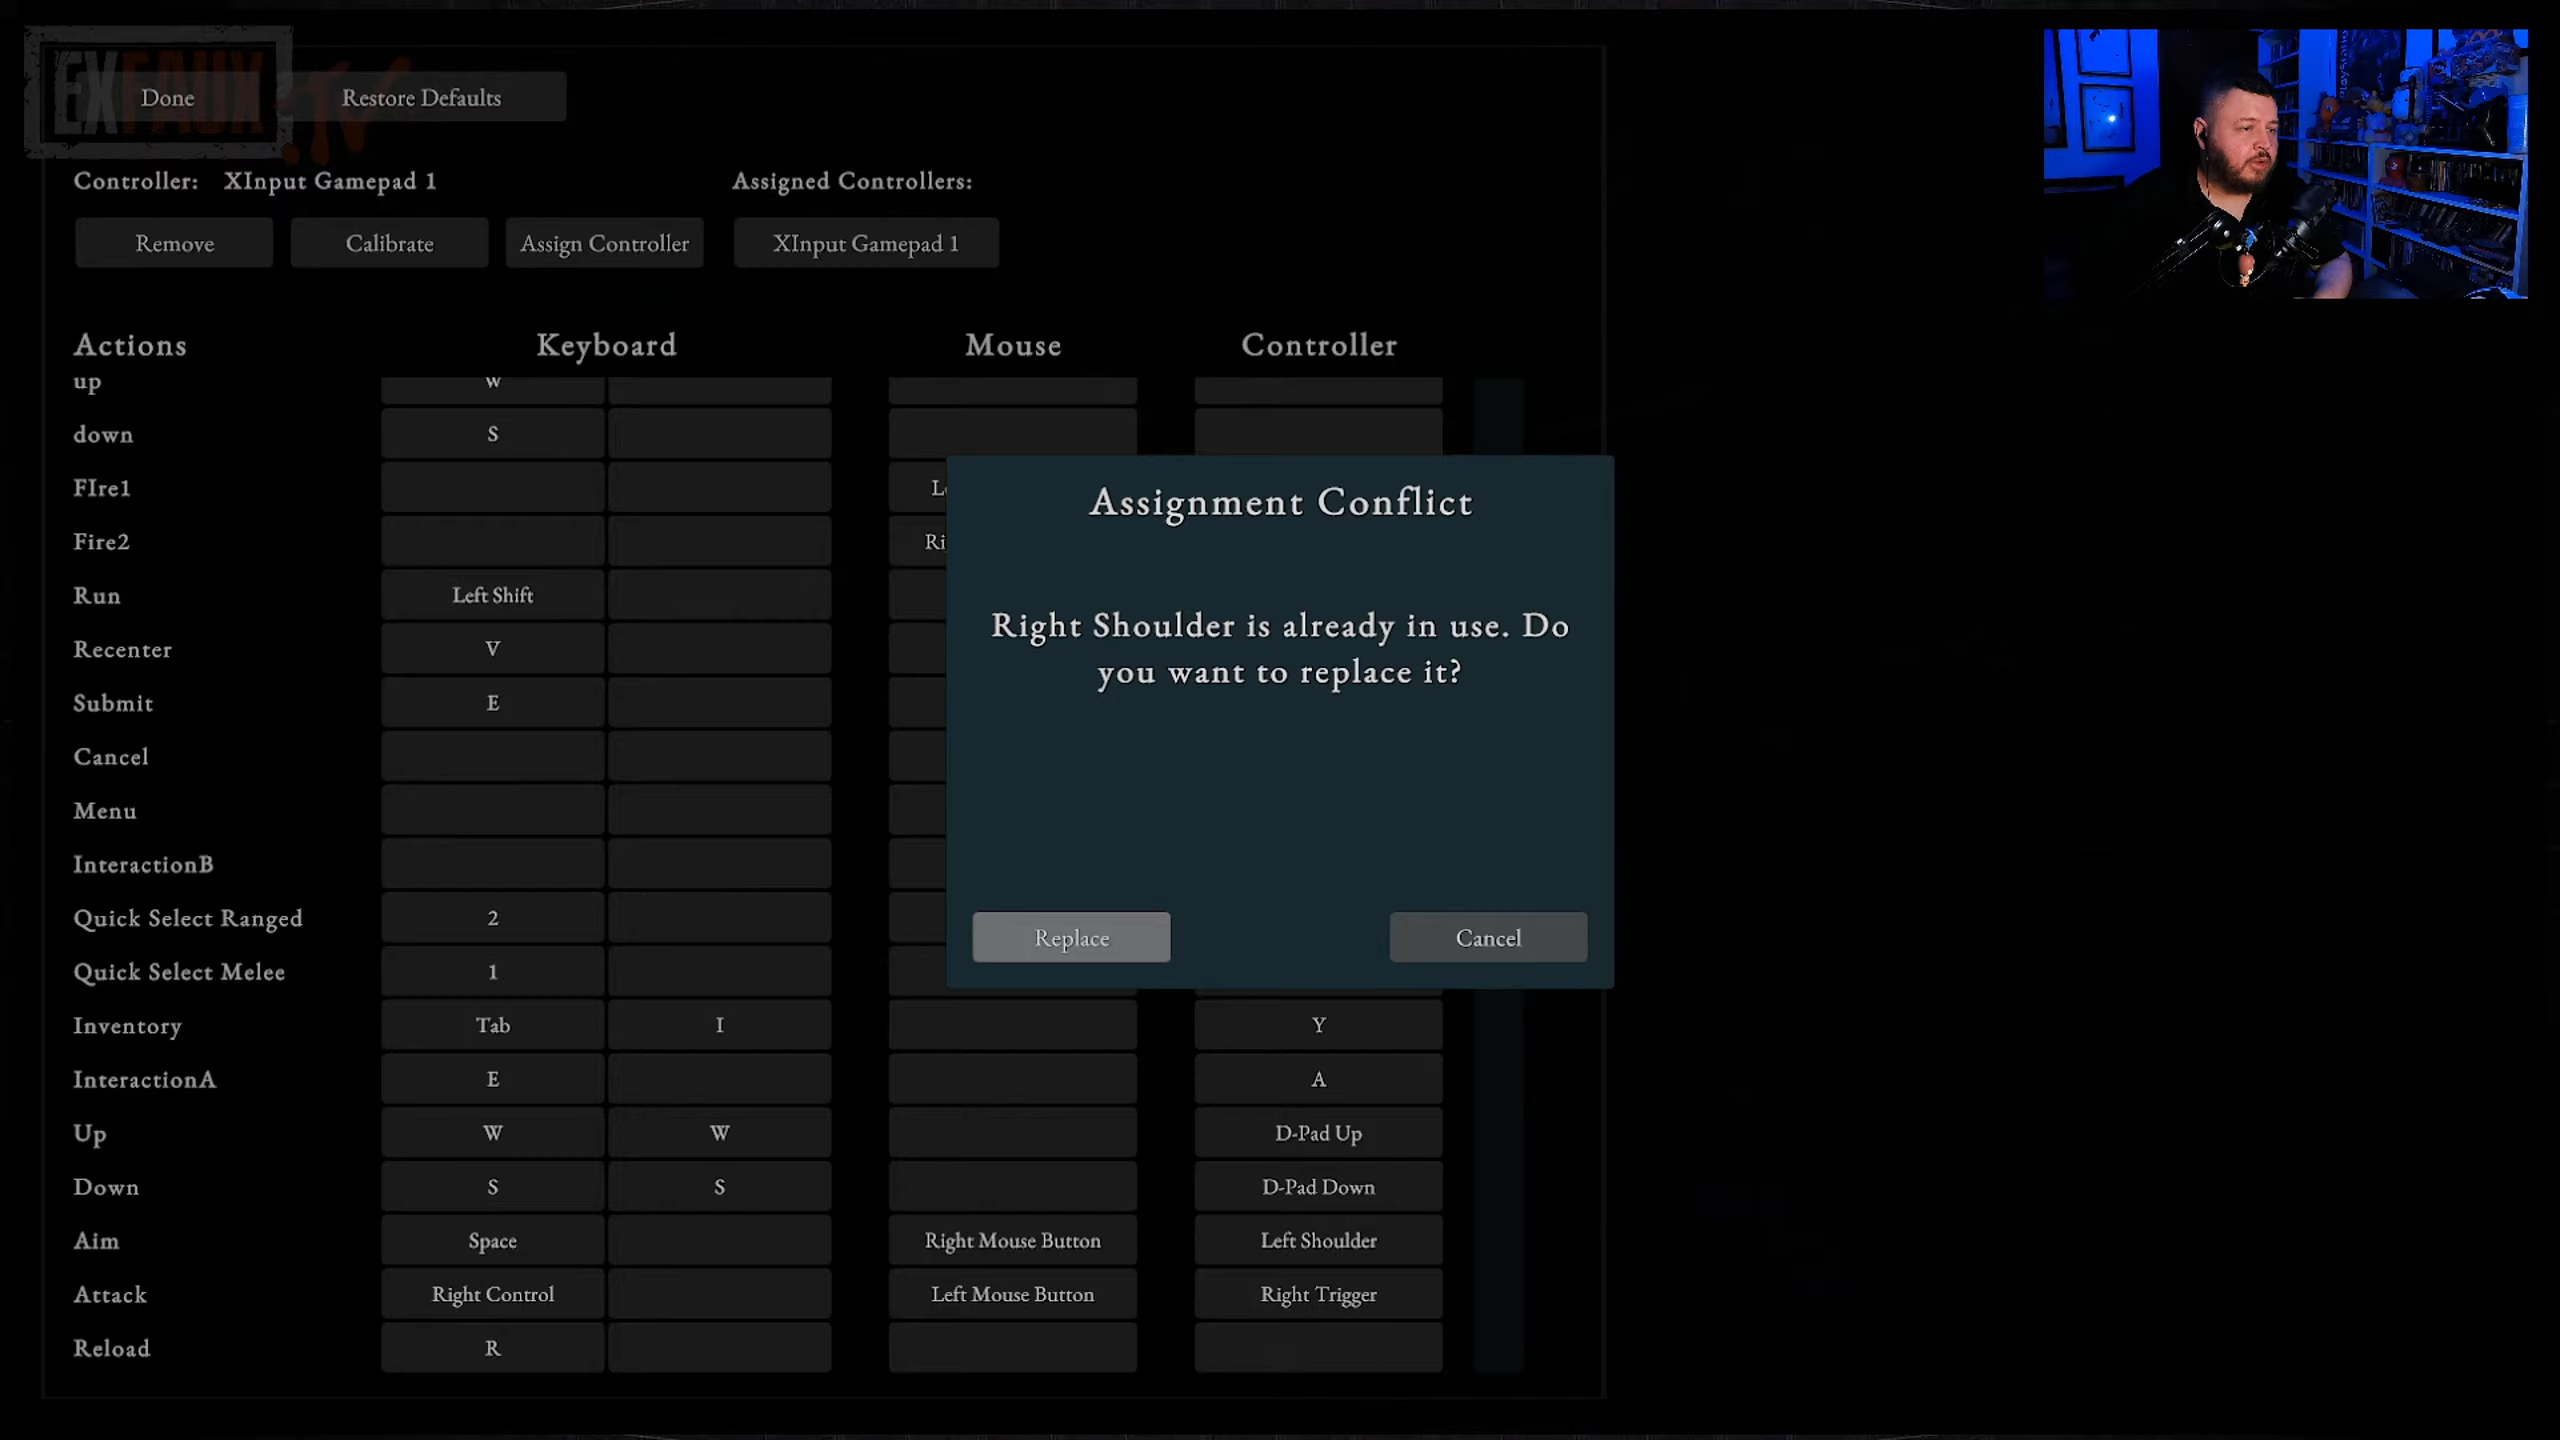 EXFAUX
.TV
Done
Restore Defaults
Controller: XInput Gamepad 1
Assigned Controllers:
Remove
Calibrate
Assign Controller
XInput Gamepad 1
Actions
Keyboard
Mouse
Controller
up
W
down
S
FIre1
Fire2
Run
Left Shift
Recenter
V
Submit
E
Cancel
Menu
InteractionB
Quick Select Ranged
2
Quick Select Melee
1
Inventory
Tab
I
Y
InteractionA
E
A
Up
W
W
D-Pad Up
Down
S
S
D-Pad Down
Aim
Space
Right Mouse Button
Left Shoulder
Attack
Right Control
Left Mouse Button
Right Trigger
Reload
R
Assignment Conflict
Right Shoulder is already in use. Do
you want to replace it?
Replace
Cancel